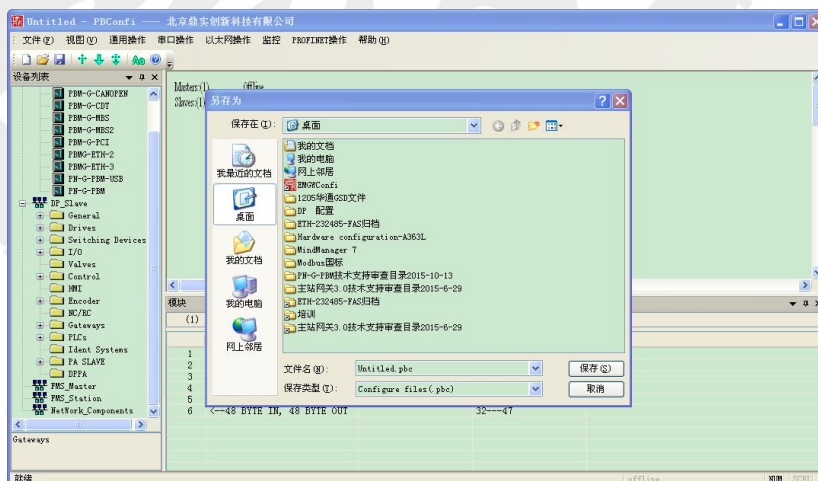 Untitled - PBConfi --- 北京鼎实创新科技有限公司
文件(F) 视图(V) 通用操作 串口操作 以太网操作 监控 PROFINET操作 帮助(H)
设备列表
PBM-G-CANOPEN
PBM-G-CDT
PBM-G-MBS
PBM-G-MBS2
PBM-G-PCI
PBMG-ETH-2
PBMG-ETH-3
PN-G-PBM-USB
PN-G-PBM
DP_Slave
General
Drives
Switching Devices
I/O
Valves
Control
HMI
Encoder
NC/RC
Gateways
PLCs
Ident Systems
PA SLAVE
DPPA
FMS_Master
FMS_Station
NetWork_Components
Gateways
Masters:(1) Offline
Slaves:(1)
另存为
保存在(I): 桌面
我最近的文档
桌面
我的文档
我的电脑
网上邻居
我的文档
我的电脑
网上邻居
EMGWConfi
1205华通GSD文件
DP 配置
ETH-232485-FAS归档
Hardware configuration-A363L
MindManager 7
Modbus国标
PN-G-PBM技术支持审查目录2015-10-13
主站网关3.0技术支持审查目录2015-6-29
ETH-232485-FAS归档
培训
主站网关3.0技术支持审查目录2015-6-29
文件名(N): Untitled.pbc 保存(S)
保存类型(T): Configure files(.pbc) 取消
模块
(1)
1
2
3
4
5
6 <--48 BYTE IN, 48 BYTE OUT 32---47
就绪 offline NUM SCRL